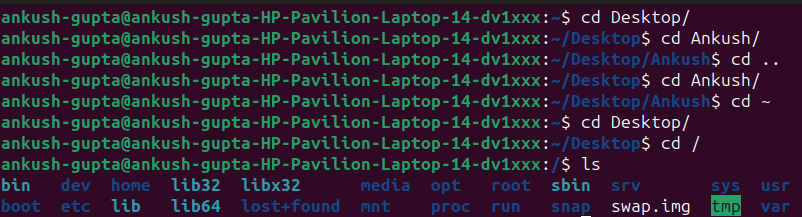 ankush-gupta@ankush-gupta-HP-Pavilion-Laptop-14-dv1xxx:~$ cd Desktop/
ankush-gupta@ankush-gupta-HP-Pavilion-Laptop-14-dv1xxx:~/Desktop$ cd Ankush/
ankush-gupta@ankush-gupta-HP-Pavilion-Laptop-14-dv1xxx:~/Desktop/Ankush$ cd ..
ankush-gupta@ankush-gupta-HP-Pavilion-Laptop-14-dv1xxx:~/Desktop$ cd Ankush/
ankush-gupta@ankush-gupta-HP-Pavilion-Laptop-14-dv1xxx:~/Desktop/Ankush$ cd ~
ankush-gupta@ankush-gupta-HP-Pavilion-Laptop-14-dv1xxx:~$ cd Desktop/
ankush-gupta@ankush-gupta-HP-Pavilion-Laptop-14-dv1xxx:~/Desktop$ cd /
ankush-gupta@ankush-gupta-HP-Pavilion-Laptop-14-dv1xxx:/$ ls
bin dev home lib32 libx32 media opt root sbin srv sys usr
boot etc lib lib64 lost+found mnt proc run snap swap.img tmp var